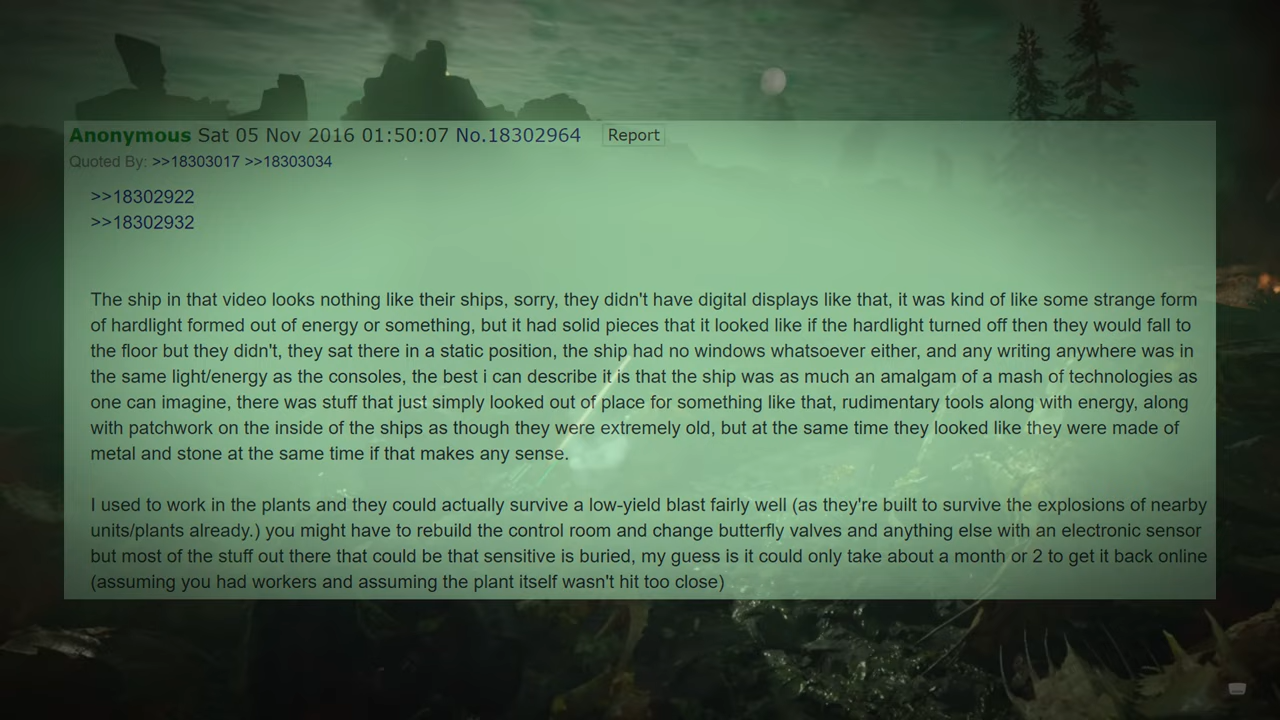 Anonymous Sat 05 Nov 2016 01:50:07 No.18302964 Report
Quoted By: >>18303017 >>18303034
>>18302922
>>18302932
The ship in that video looks nothing like their ships, sorry, they didn't have digital displays like that, it was kind of like some strange form
of hardlight formed out of energy or something, but it had solid pieces that it looked like if the hardlight turned off then they would fall to
the floor but they didn't, they sat there in a static position, the ship had no windows whatsoever either, and any writing anywhere was in
the same light/energy as the consoles, the best i can describe it is that the ship was as much an amalgam of a mash of technologies as
one can imagine, there was stuff that just simply looked out of place for something like that, rudimentary tools along with energy, along
with patchwork on the inside of the ships as though they were extremely old, but at the same time they looked like they were made of
metal and stone at the same time if that makes any sense.
I used to work in the plants and they could actually survive a low-yield blast fairly well (as they're built to survive the explosions of nearby
units/plants already.) you might have to rebuild the control room and change butterfly valves and anything else with an electronic sensor
but most of the stuff out there that could be that sensitive is buried, my guess is it could only take about a month or 2 to get it back online
(assuming you had workers and assuming the plant itself wasn't hit too close)